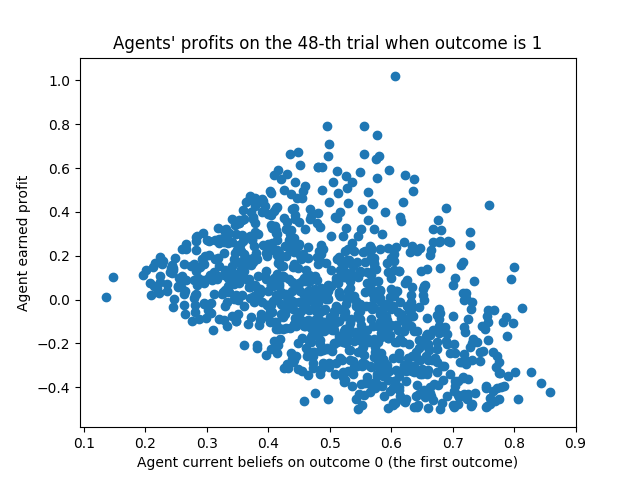 Agents' profits on the 48-th trial when outcome is 1
1.0
0.8
0.6
0.4
0.2
0.0
−0.2
−0.4
Agent earned profit
0.1 0.2 0.3 0.4 0.5 0.6 0.7 0.8 0.9
Agent current beliefs on outcome 0 (the first outcome)